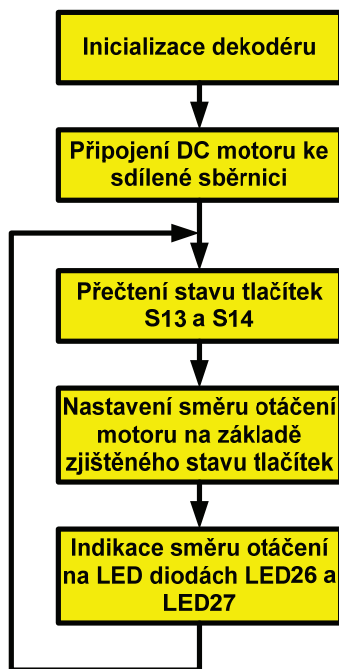 Inicializace dekodéru
Připojení DC motoru ke
sdílené sběrnici
Přečtení stavu tlačítek
S13 a S14
Nastavení směru otáčení
motoru na základě
zjištěného stavu tlačítek
Indikace směru otáčení
na LED diodách LED26 a
LED27